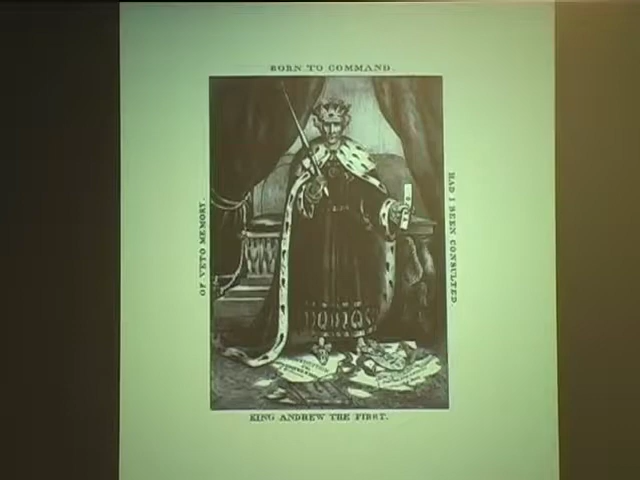 BORN TO COMMAND.
OF VETO MEMORY.
HAD I BEEN CONSULTED.
KING ANDREW THE FIRST.